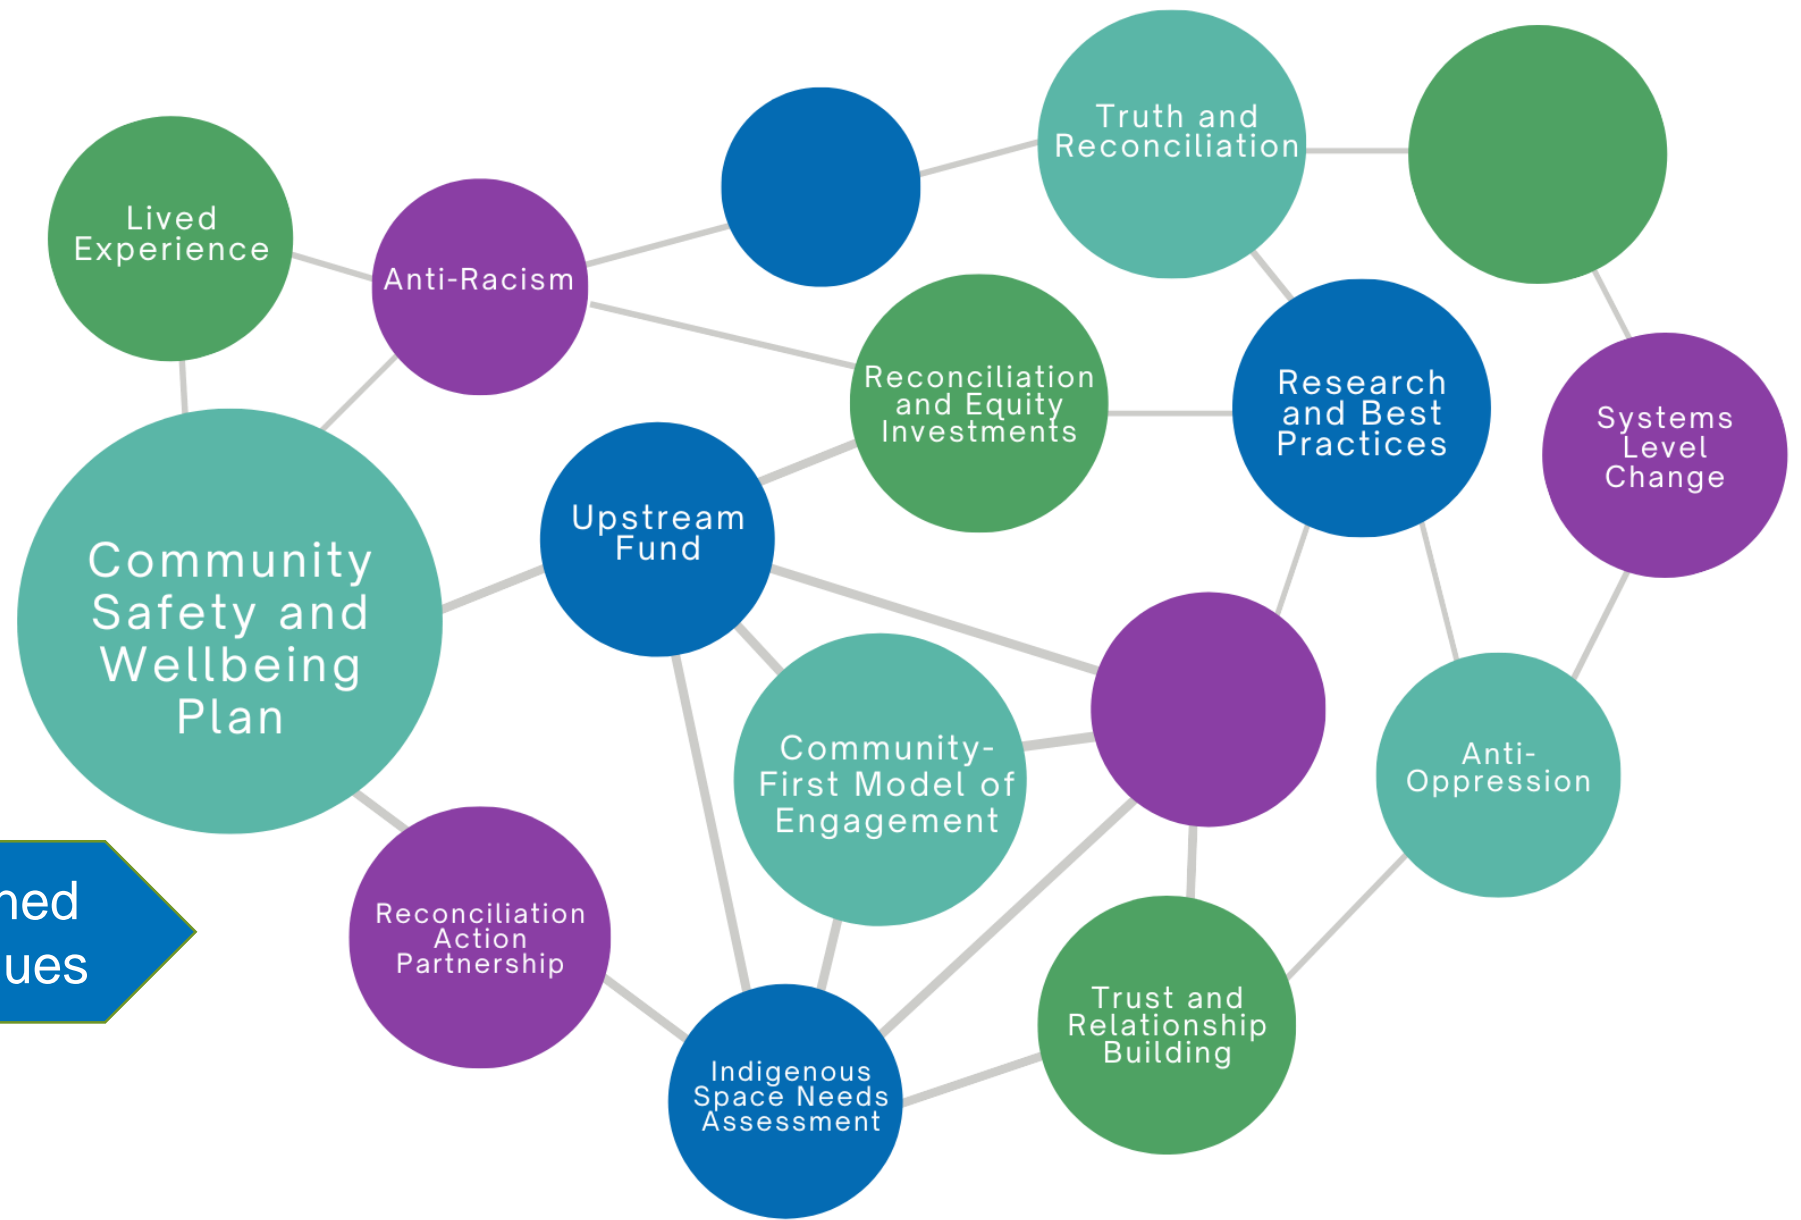 Truth and
Reconciliation
Lived
Experience
Anti-Racism
Reconciliation
and Equity
Investments
Research
and Best
Practices
Systems
Level
Change
Upstream
Fund
Community
Safety and
Wellbeing
Plan
Community-
First Model of
Engagement
Anti-
Oppression
Reconciliation
Action
Partnership
Trust and
Relationship
Building
Indigenous
Space Needs
Assessment